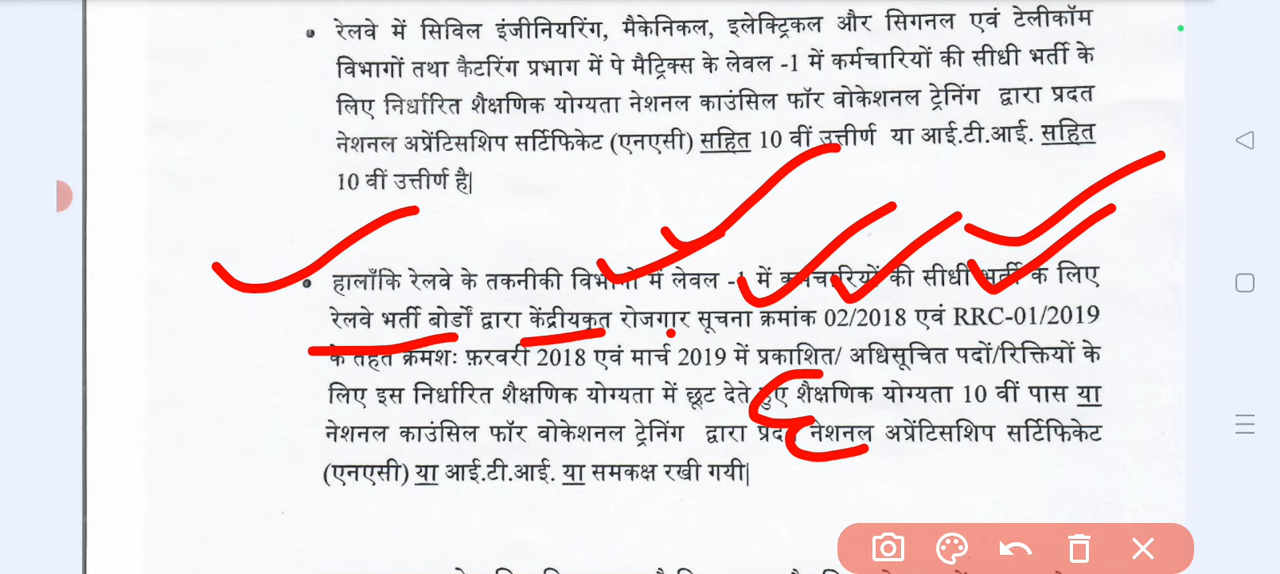 रेलवे में सिविल इंजीनियरिंग, मैकेनिकल, इलेक्ट्रिकल और सिगनल एवं टेलीकॉम
विभागों तथा कैटरिंग प्रभाग में पे मैट्रिक्स के लेवल -1 में कर्मचारियों की सीधी भर्ती के
लिए निर्धारित शैक्षणिक योग्यता नेशनल काउंसिल फॉर वोकेशनल ट्रेनिंग द्वारा प्रदत
नेशनल अप्रेंटिसशिप सर्टिफिकेट (एनएसी) सहित 10 वीं उत्तीर्ण या आई.टी.आई. सहित
10 वीं उत्तीर्ण है|
हालाँकि रेलवे के तकनीकी विभागों में लेवल -1 में कर्मचारियों की सीधी भर्ती के लिए
रेलवे भर्ती बोर्डों द्वारा केंद्रीयकृत रोजगार सूचना क्रमांक 02/2018 एवं RRC-01/2019
के तहत क्रमशः फ़रवरी 2018 एवं मार्च 2019 में प्रकाशित/ अधिसूचित पदों/रिक्तियों के
लिए इस निर्धारित शैक्षणिक योग्यता में छूट देते हुए शैक्षणिक योग्यता 10 वीं पास या
नेशनल काउंसिल फॉर वोकेशनल ट्रेनिंग द्वारा प्रदत नेशनल अप्रेंटिसशिप सर्टिफिकेट
(एनएसी) या आई.टी.आई. या समकक्ष रखी गयी|